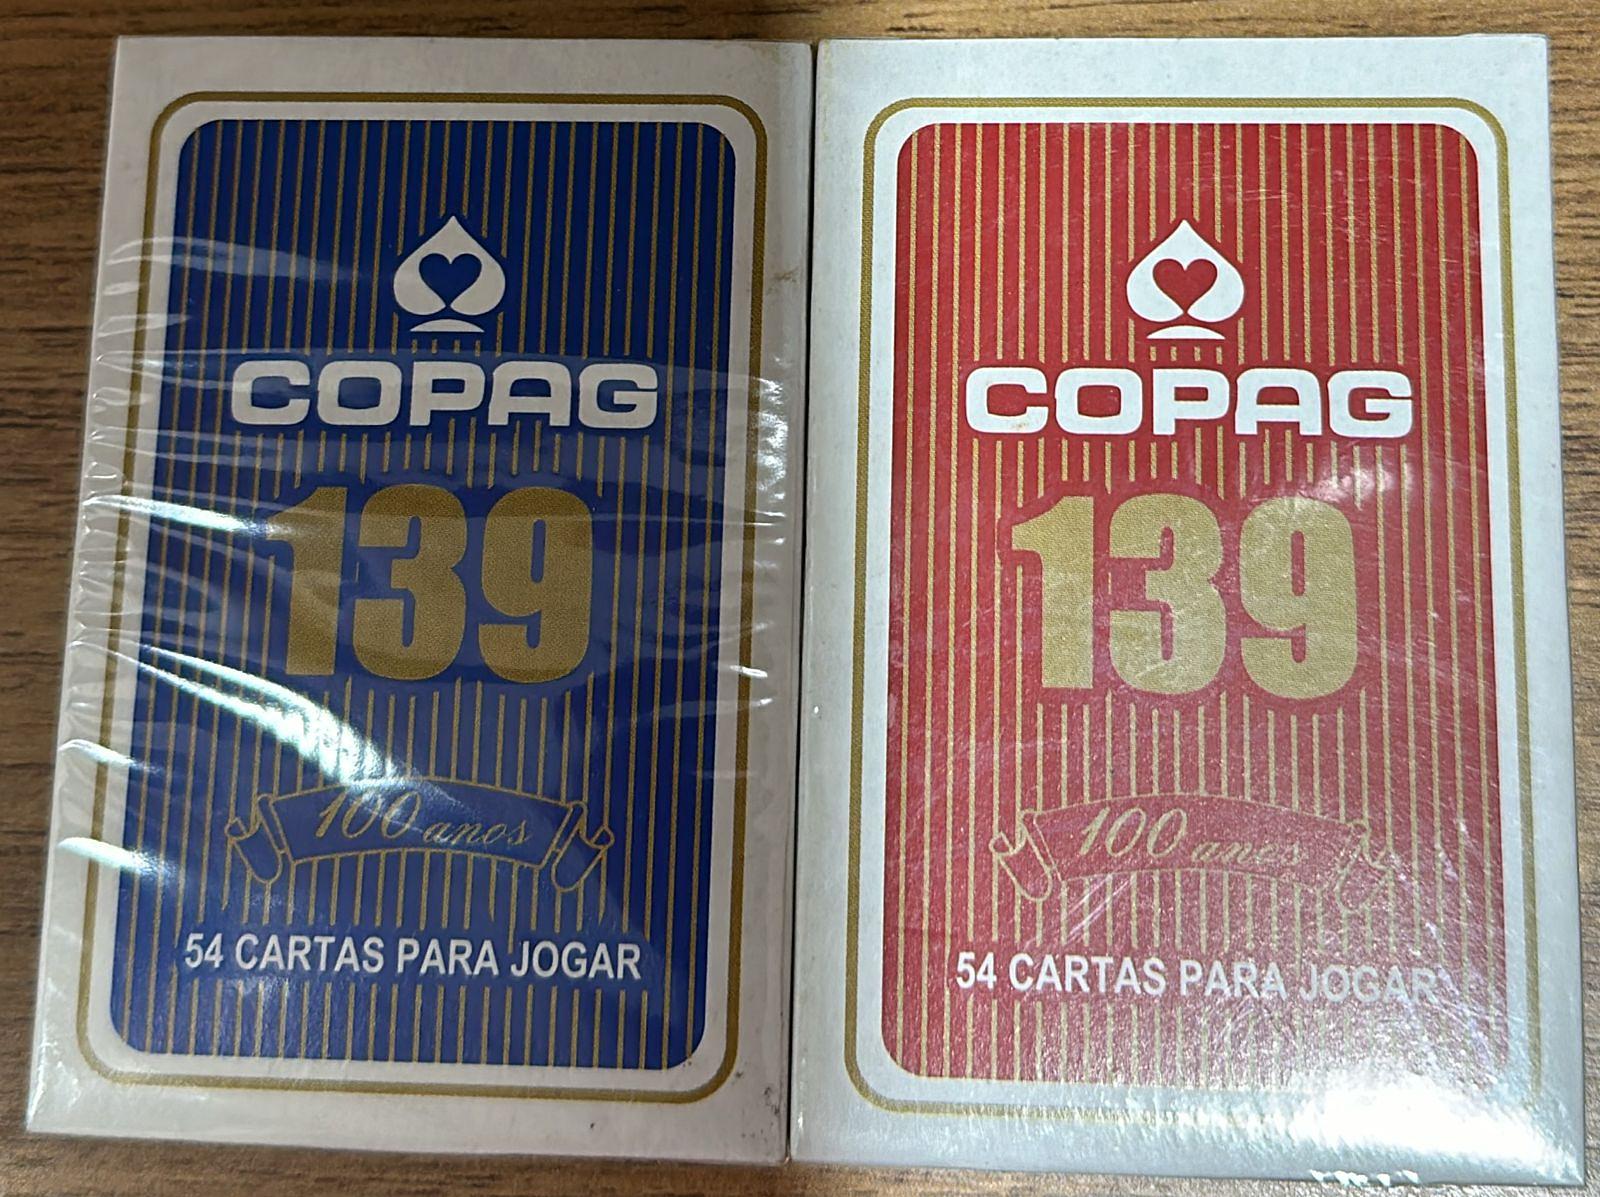 COPAG
139
100 anos
54 CARTAS PARA JOGAR
COPAG
139
100 anos
54 CARTAS PARA JOGAR